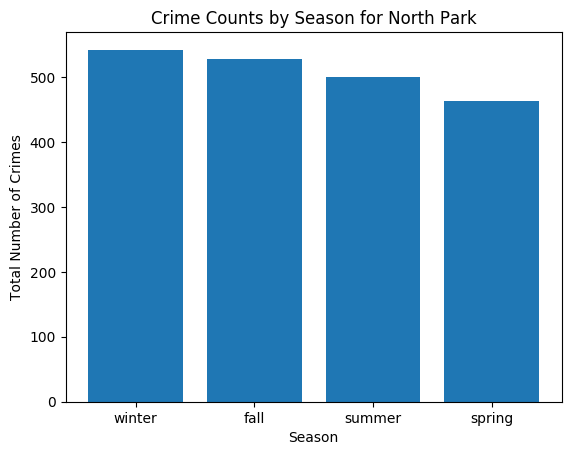 Crime Counts by Season for North Park
Total Number of Crimes
500
400
300
200
100
0
winter fall summer spring
Season